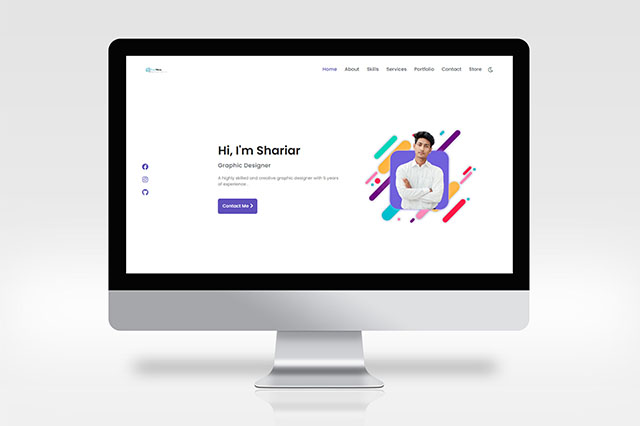 Home About Skills Services Portfolio Contact Store
Hi, I'm Shariar
Graphic Designer
A highly skilled and creative graphic designer with 5 years
of experience .
Contact Me